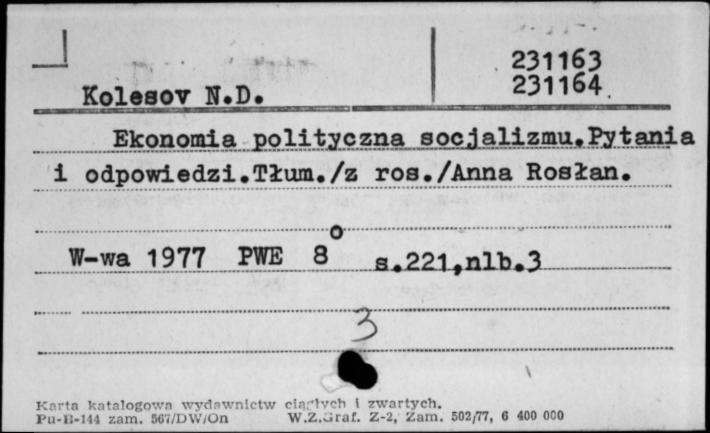 231163
231164
Kolesov N.D.
Ekonomia polityczna socjalizmu.Pytania
i odpowiedzi.Tłum./z ros./Anna Rosłan.
W-wa 1977 PWE 8° s.221,nlb.3
3
Karta katalogowa wydawnictw ciągłych i zwartych.
Pu-B-144 zam. 567/DW/On W.Z.Graf. Z-2, Zam. 502/77, 6 400 000